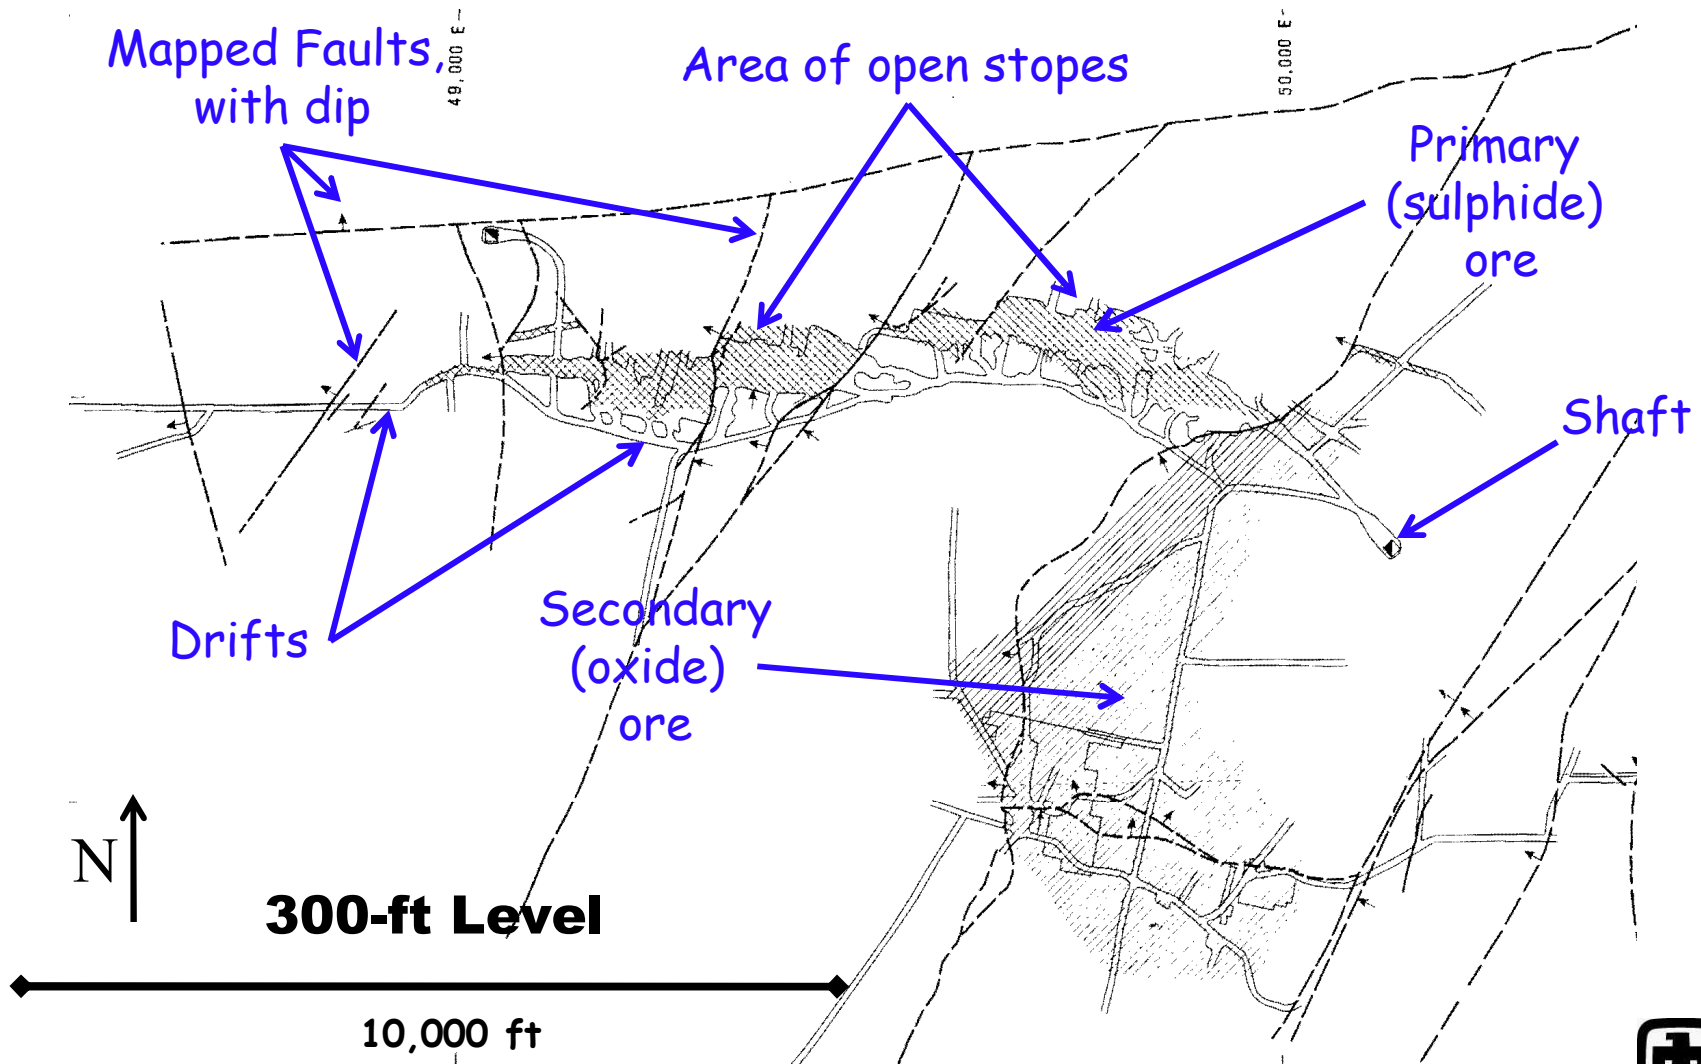 Mapped Faults,
with dip
49,000 E
Area of open stopes
50,000 E
Primary
(sulphide)
ore
Shaft
Drifts
Secondary
(oxide)
ore
N
300-ft Level
10,000 ft